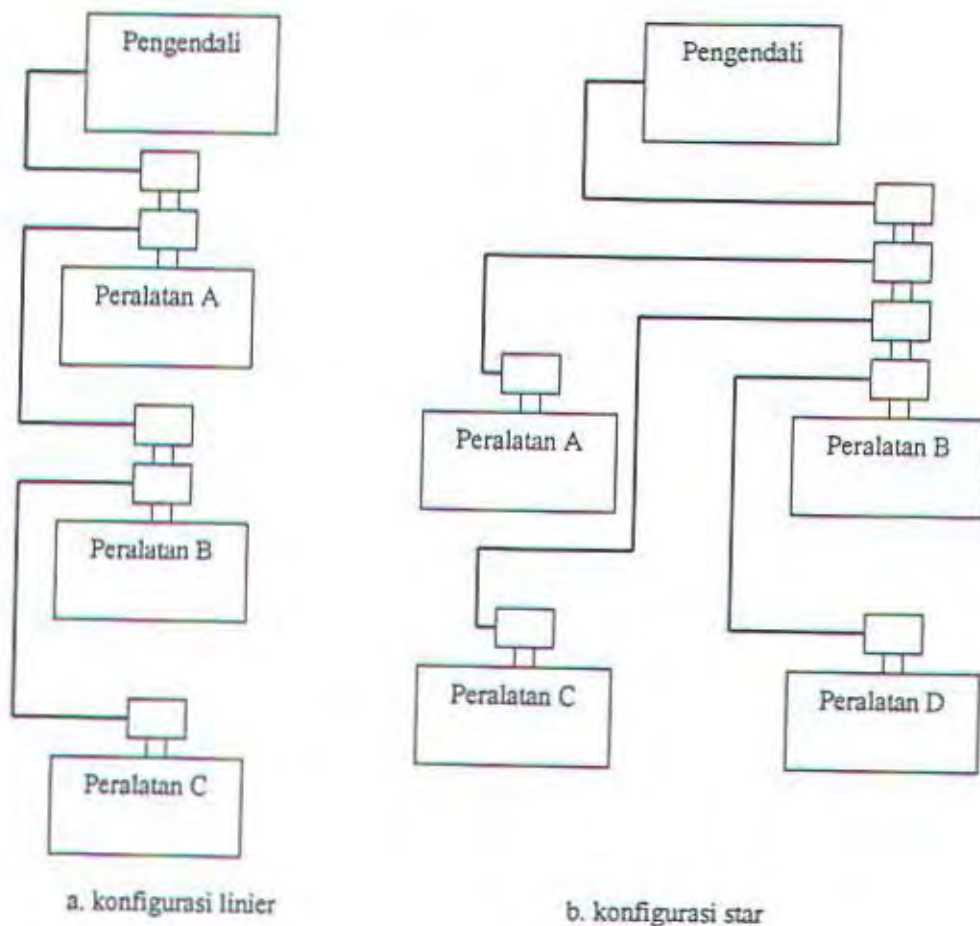 Pengendali
Peralatan A
Peralatan B
Peralatan C
a. konfigurasi linier
Pengendali
Peralatan A
Peralatan B
Peralatan C
Peralatan D
b. konfigurasi star